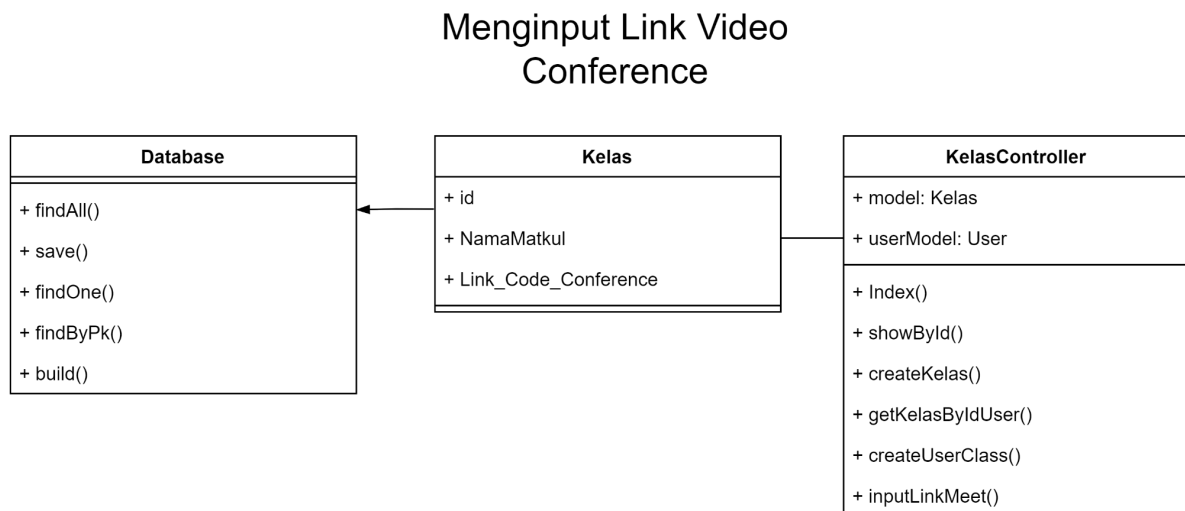 Menginput Link Video
Conference
Database
+ findAll()
+ save()
+ findOne()
+ findByPk()
+ build()
Kelas
+ id
+ NamaMatkul
+ Link_Code_Conference
KelasController
+ model: Kelas
+ userModel: User
+ Index()
+ showById()
+ createKelas()
+ getKelasByIdUser()
+ createUserClass()
+ inputLinkMeet()